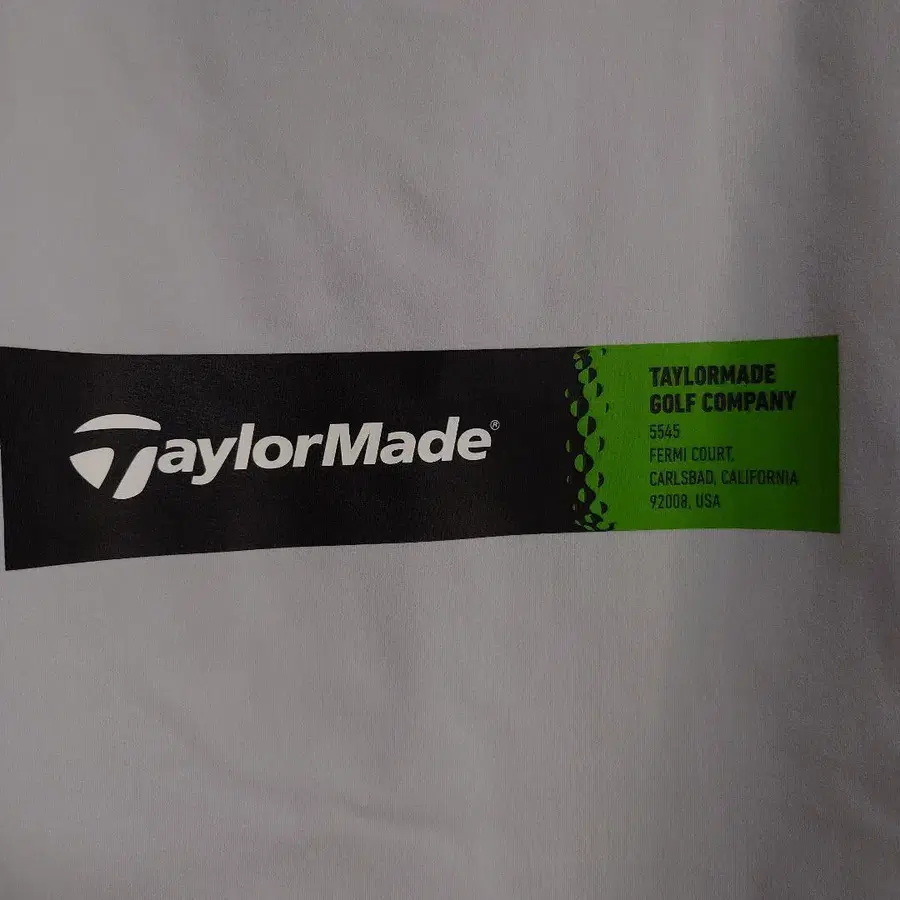 TaylorMade®
TAYLORMADE
GOLF COMPANY
5545
FERMI COURT,
CARLSBAD, CALIFORNIA
92008, USA